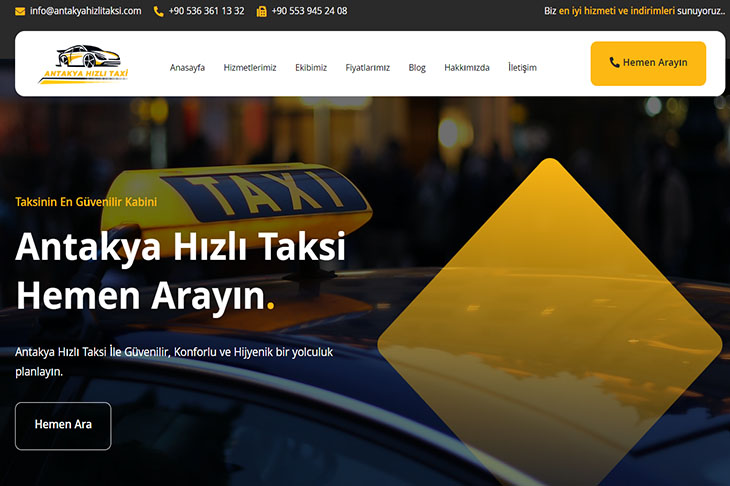 info@antakyahizlitaksi.com
+90 536 361 13 32
+90 553 945 24 08
Biz en iyi hizmeti ve indirimleri sunuyoruz..
ANTAKYA HIZLI TAXİ
Anasayfa
Hizmetlerimiz
Ekibimiz
Fiyatlarımız
Blog
Hakkımızda
İletişim
Hemen Arayın
TAXI
Taksinin En Güvenilir Kabini
Antakya Hızlı Taksi
Hemen Arayın.
Antakya Hızlı Taksi İle Güvenilir, Konforlu ve Hijyenik bir yolculuk
planlayın.
Hemen Ara